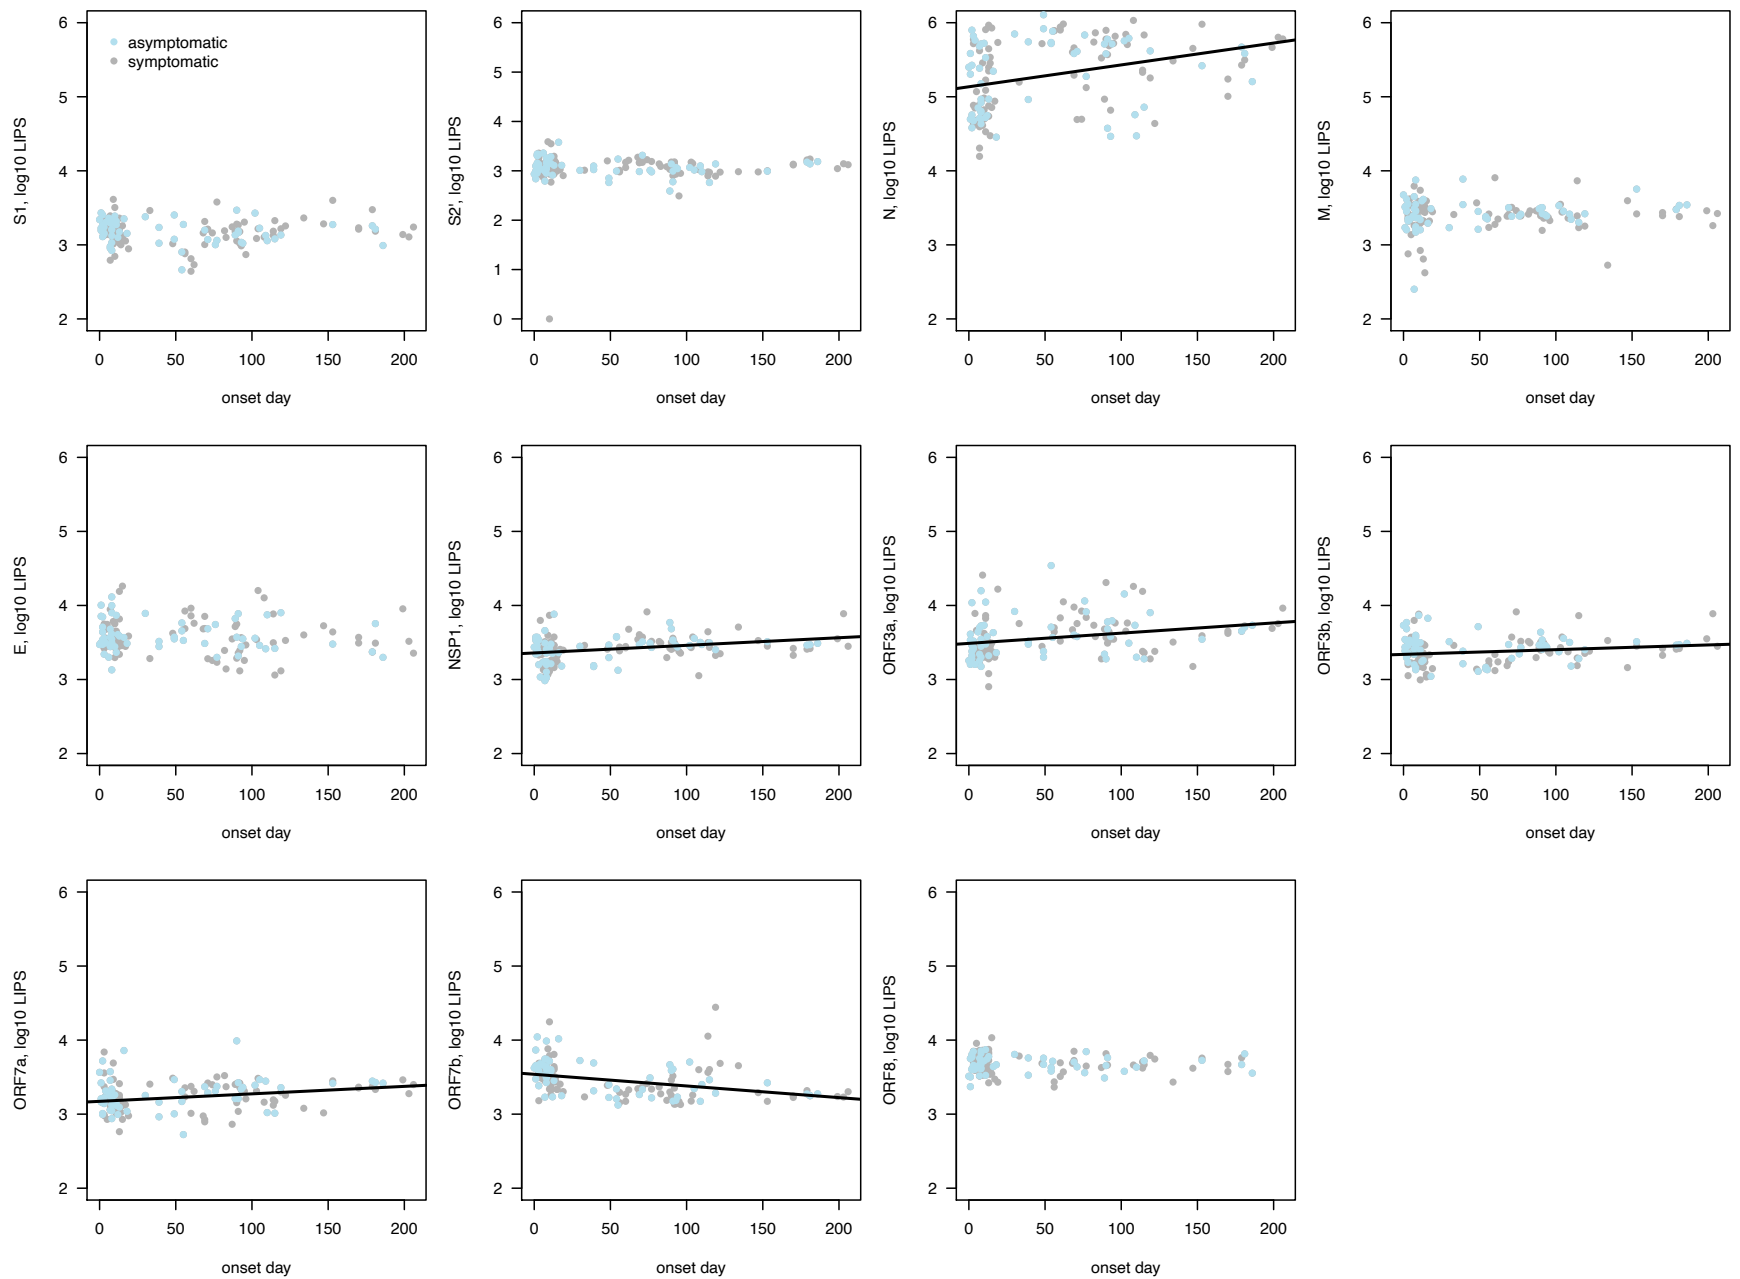 S1, log10 LIPS
6
5
4
3
2
asymptomatic
symptomatic
0 50 100 150 200
onset day
S2', log10 LIPS
6
5
4
3
2
1
0
0 50 100 150 200
onset day
N, log10 LIPS
6
5
4
3
2
0 50 100 150 200
onset day
M, log10 LIPS
6
5
4
3
2
0 50 100 150 200
onset day
E, log10 LIPS
6
5
4
3
2
0 50 100 150 200
onset day
NSP1, log10 LIPS
6
5
4
3
2
0 50 100 150 200
onset day
ORF3a, log10 LIPS
6
5
4
3
2
0 50 100 150 200
onset day
ORF3b, log10 LIPS
6
5
4
3
2
0 50 100 150 200
onset day
ORF7a, log10 LIPS
6
5
4
3
2
0 50 100 150 200
onset day
ORF7b, log10 LIPS
6
5
4
3
2
0 50 100 150 200
onset day
ORF8, log10 LIPS
6
5
4
3
2
0 50 100 150 200
onset day